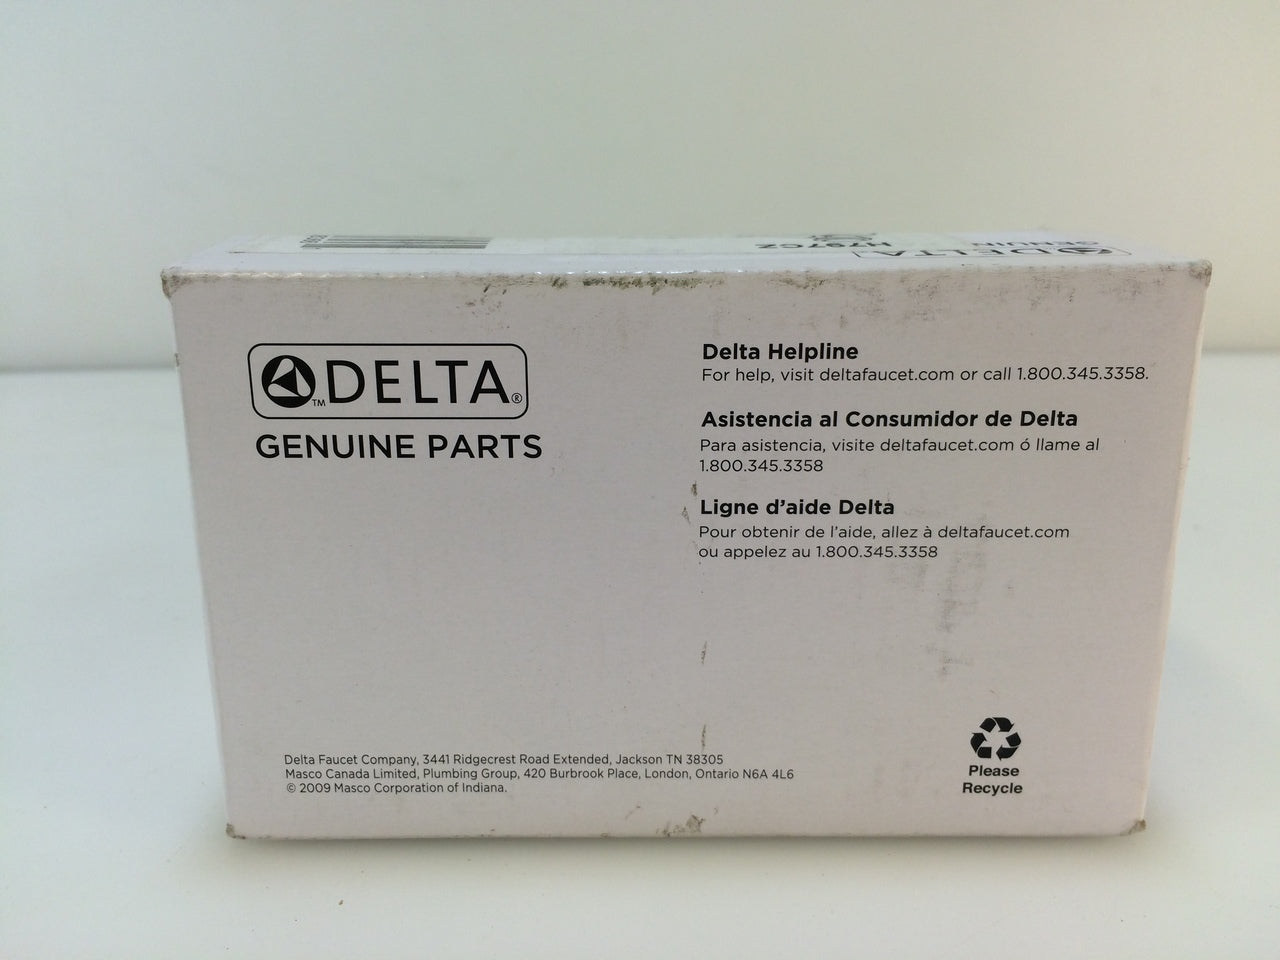 H797CZ
DELTA
GENUIN
DELTA
GENUINE PARTS
Delta Helpline
For help, visit deltafaucet.com or call 1.800.345.3358.
Asistencia al Consumidor de Delta
Para asistencia, visite deltafaucet.com ó llame al
1.800.345.3358
Ligne d'aide Delta
Pour obtenir de l'aide, allez à deltafaucet.com
ou appelez au 1.800.345.3358
Delta Faucet Company, 3441 Ridgecrest Road Extended, Jackson TN 38305
Masco Canada Limited, Plumbing Group, 420 Burbrook Place, London, Ontario N6A 4L6
© 2009 Masco Corporation of Indiana.
Please
Recycle